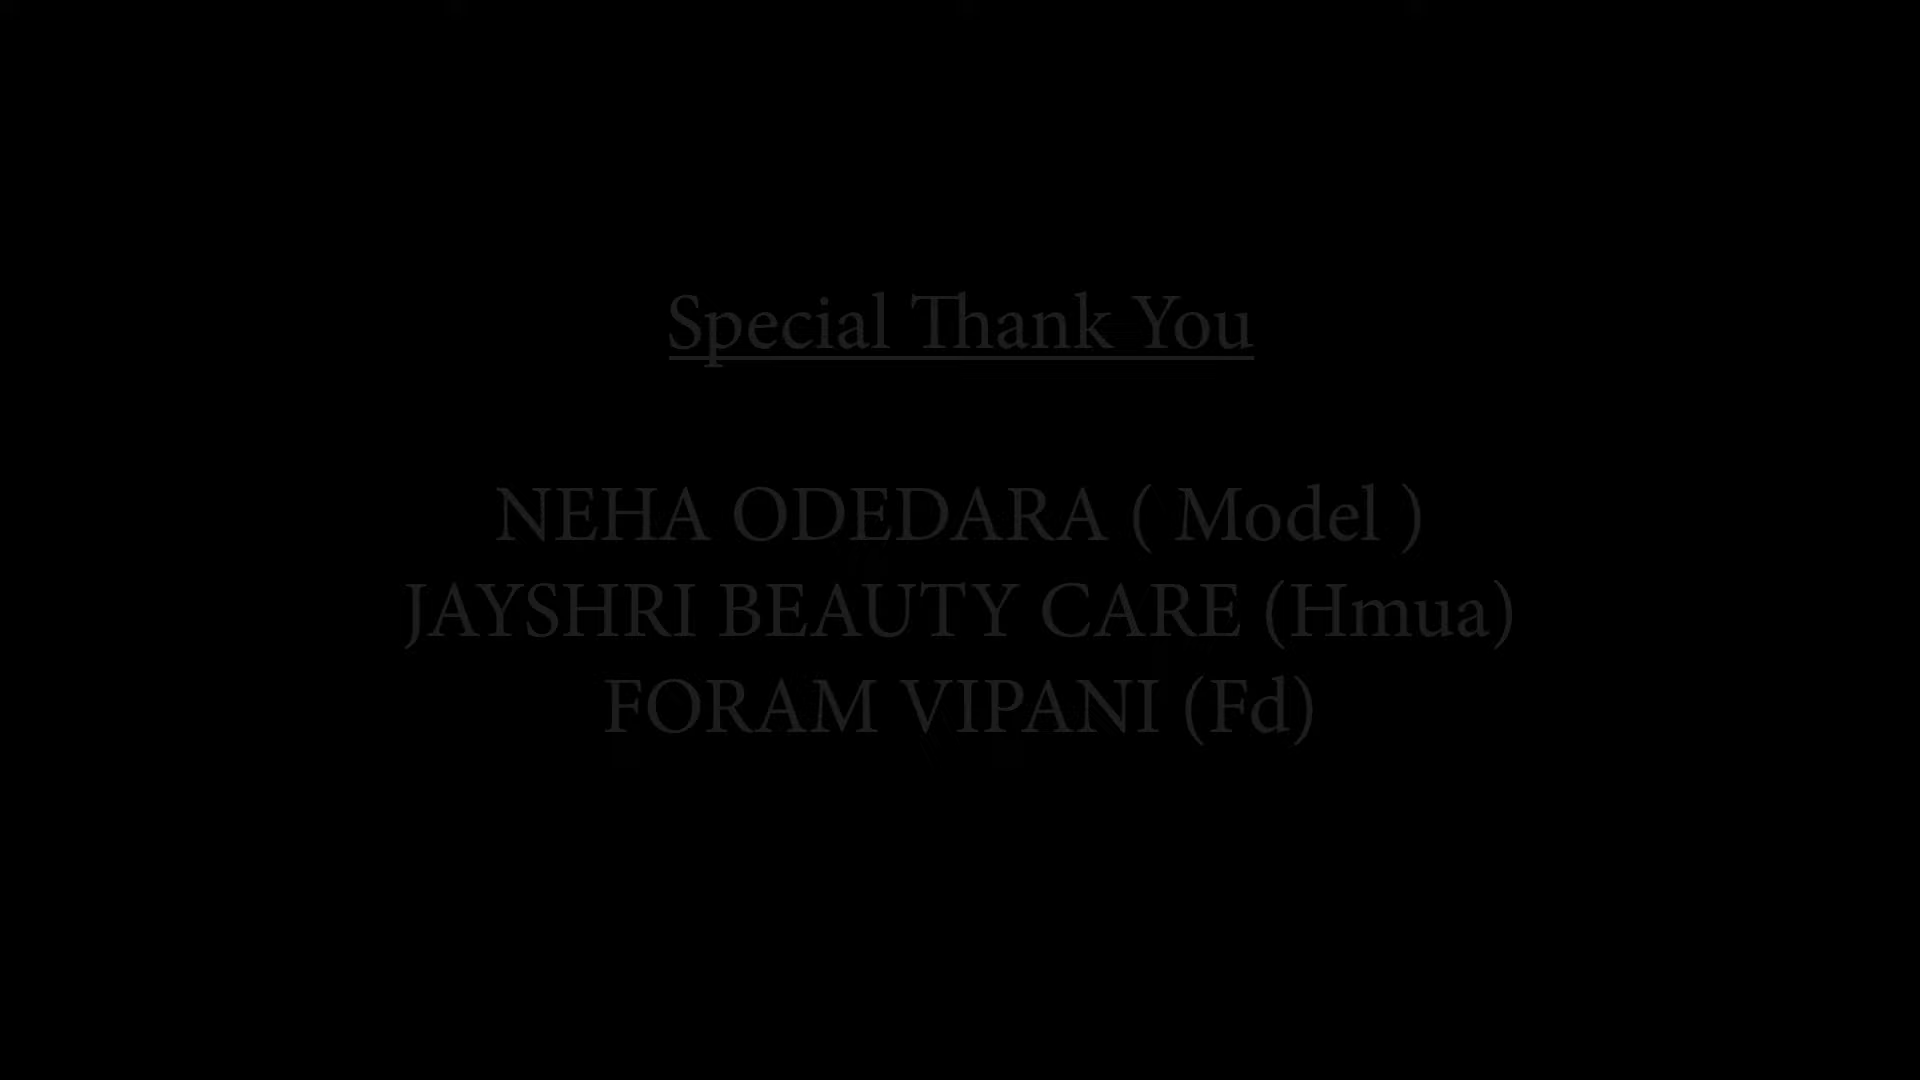 Special Thank You
NEHA ODEDARA ( Model )
JAYSHRI BEAUTY CARE (Hmua)
FORAM VIPANI (Fd)